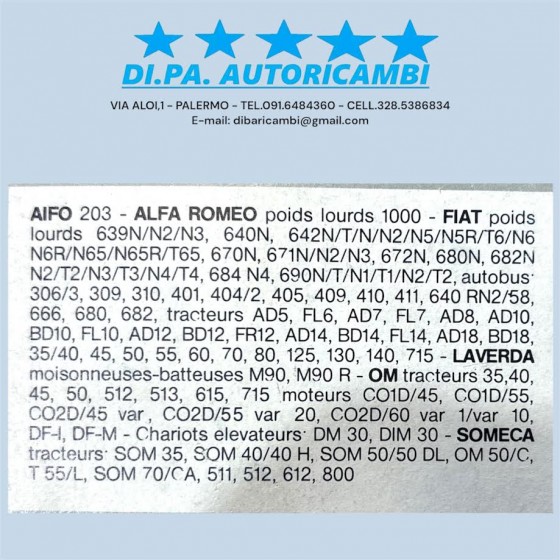 DI.PA. AUTORICAMBI
VIA ALOI,1 - PALERMO - TEL.091.6484360 - CELL.328.5386834
E-mail: dibaricambi@gmail.com
AIFO 203 - ALFA ROMEO poids lourds 1000 - FIAT poids
lourds 639N/N2/N3, 640N, 642N/T/N/N2/N5/N5R/T6/N6
N6R/N65/N65R/T65, 670N, 671N/N2/N3, 672N, 680N, 682N
N2/T2/N3/T3/N4/T4, 684 N4, 690N/T/N1/T1/N2/T2, autobus·
306/3, 309, 310, 401, 404/2, 405, 409, 410, 411, 640 RN2/58,
666, 680, 682, tracteurs AD5, FL6, AD7, FL7, AD8, AD10,
BD10, FL10, AD12, BD12, FR12, AD14, BD14, FL14, AD18, BD18,
35/40, 45, 50, 55, 60, 70, 80, 125, 130, 140, 715 - LAVERDA
moisonneuses-batteuses M90, M90 R - OM tracteurs 35,40,
45, 50, 512, 513, 615, 715 moteurs CO1D/45, CO1D/55,
CO2D/45 var , CO2D/55 var 20, CO2D/60 var 1/var 10,
DF-I, DF-M - Chariots elevateurs· DM 30, DIM 30 - SOMECA
tracteurs· SOM 35, SOM 40/40 H, SOM 50/50 DL, OM 50/C,
T 55/L, SOM 70/CA, 511, 512, 612, 800